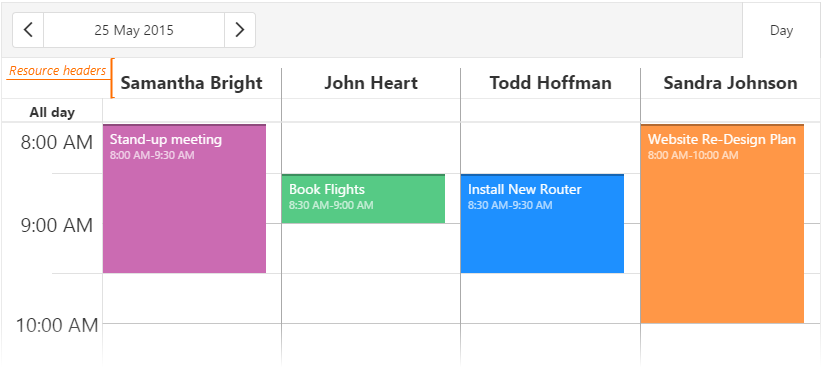 25 May 2015
Day
Resource headers
Samantha Bright
John Heart
Todd Hoffman
Sandra Johnson
All day
8:00 AM
Stand-up meeting
8:00 AM-9:30 AM
Website Re-Design Plan
8:00 AM-10:00 AM
Book Flights
8:30 AM-9:00 AM
Install New Router
8:30 AM-9:30 AM
9:00 AM
10:00 AM